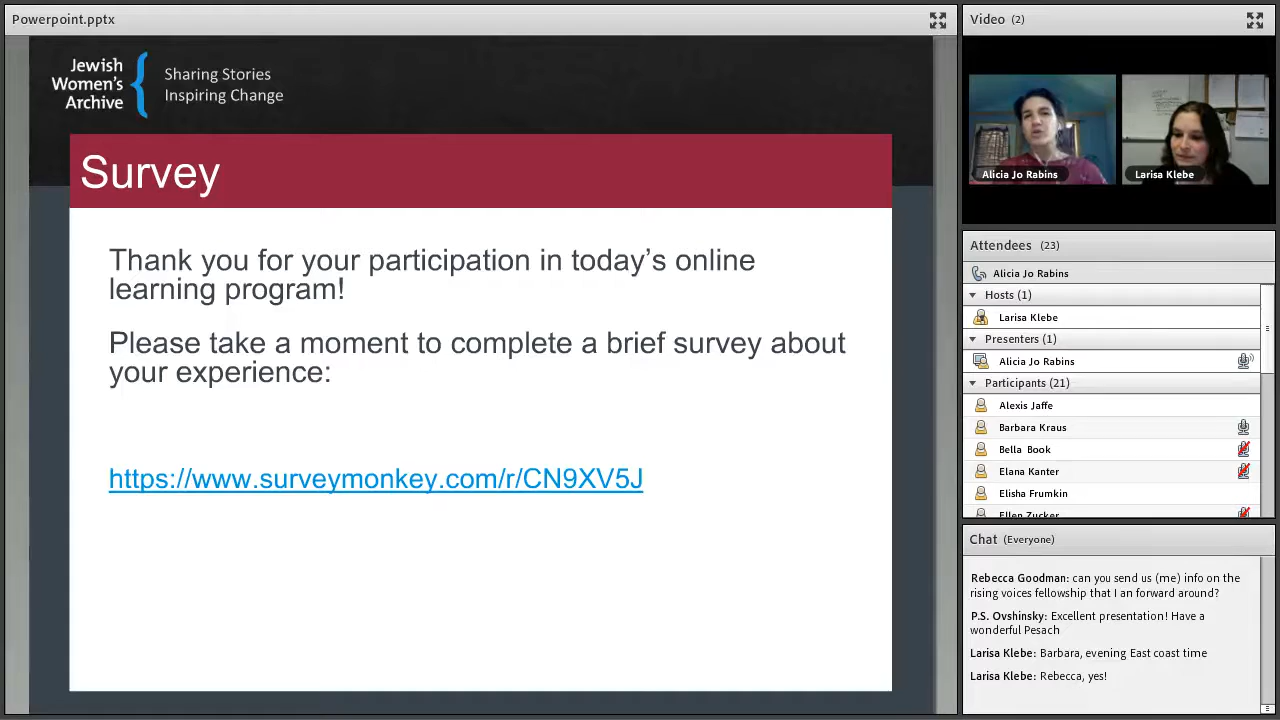 Powerpoint.pptx
Jewish
Women's
Archive
Sharing Stories
Inspiring Change
Survey
Thank you for your participation in today's online
learning program!
Please take a moment to complete a brief survey about
your experience:
https://www.surveymonkey.com/r/CN9XV5J
Video (2)
Alicia Jo Rabins
Larisa Klebe
Attendees (23)
Alicia Jo Rabins
Hosts (1)
Larisa Klebe
Presenters (1)
Alicia Jo Rabins
Participants (21)
Alexis Jaffe
Barbara Kraus
Bella Book
Elana Kanter
Elisha Frumkin
Ellen Zucker
Chat (Everyone)
Rebecca Goodman: can you send us (me) info on the
rising voices fellowship that I an forward around?
P.S. Ovshinsky: Excellent presentation! Have a
wonderful Pesach
Larisa Klebe: Barbara, evening East coast time
Larisa Klebe: Rebecca, yes!